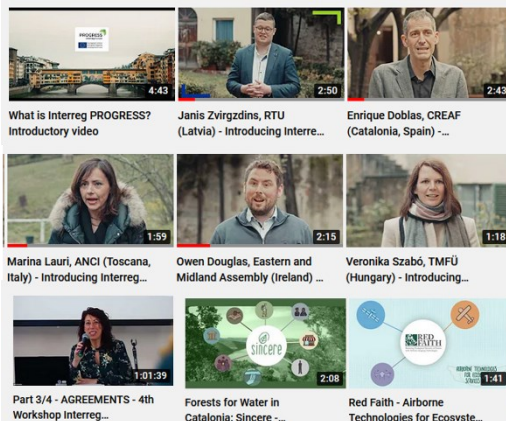 PROGRESS
4:43
2:50
2:43
What is Interreg PROGRESS?
Introductory video
Janis Zvirgzdins, RTU
(Latvia) - Introducing Interre...
Enrique Doblas, CREAF
(Catalonia, Spain) -...
1:59
2:15
1:18
Marina Lauri, ANCI (Toscana,
Italy) - Introducing Interreg...
Owen Douglas, Eastern and
Midland Assembly (Ireland) ...
Veronika Szabó, TMFÜ
(Hungary) - Introducing...
1:01:39
sincere
2:08
RED
FAITH
1:41
Part 3/4 - AGREEMENTS - 4th
Workshop Interreg...
Forests for Water in
Catalonia: Sincere -...
Red Faith - Airborne
Technologies for Ecosyste...